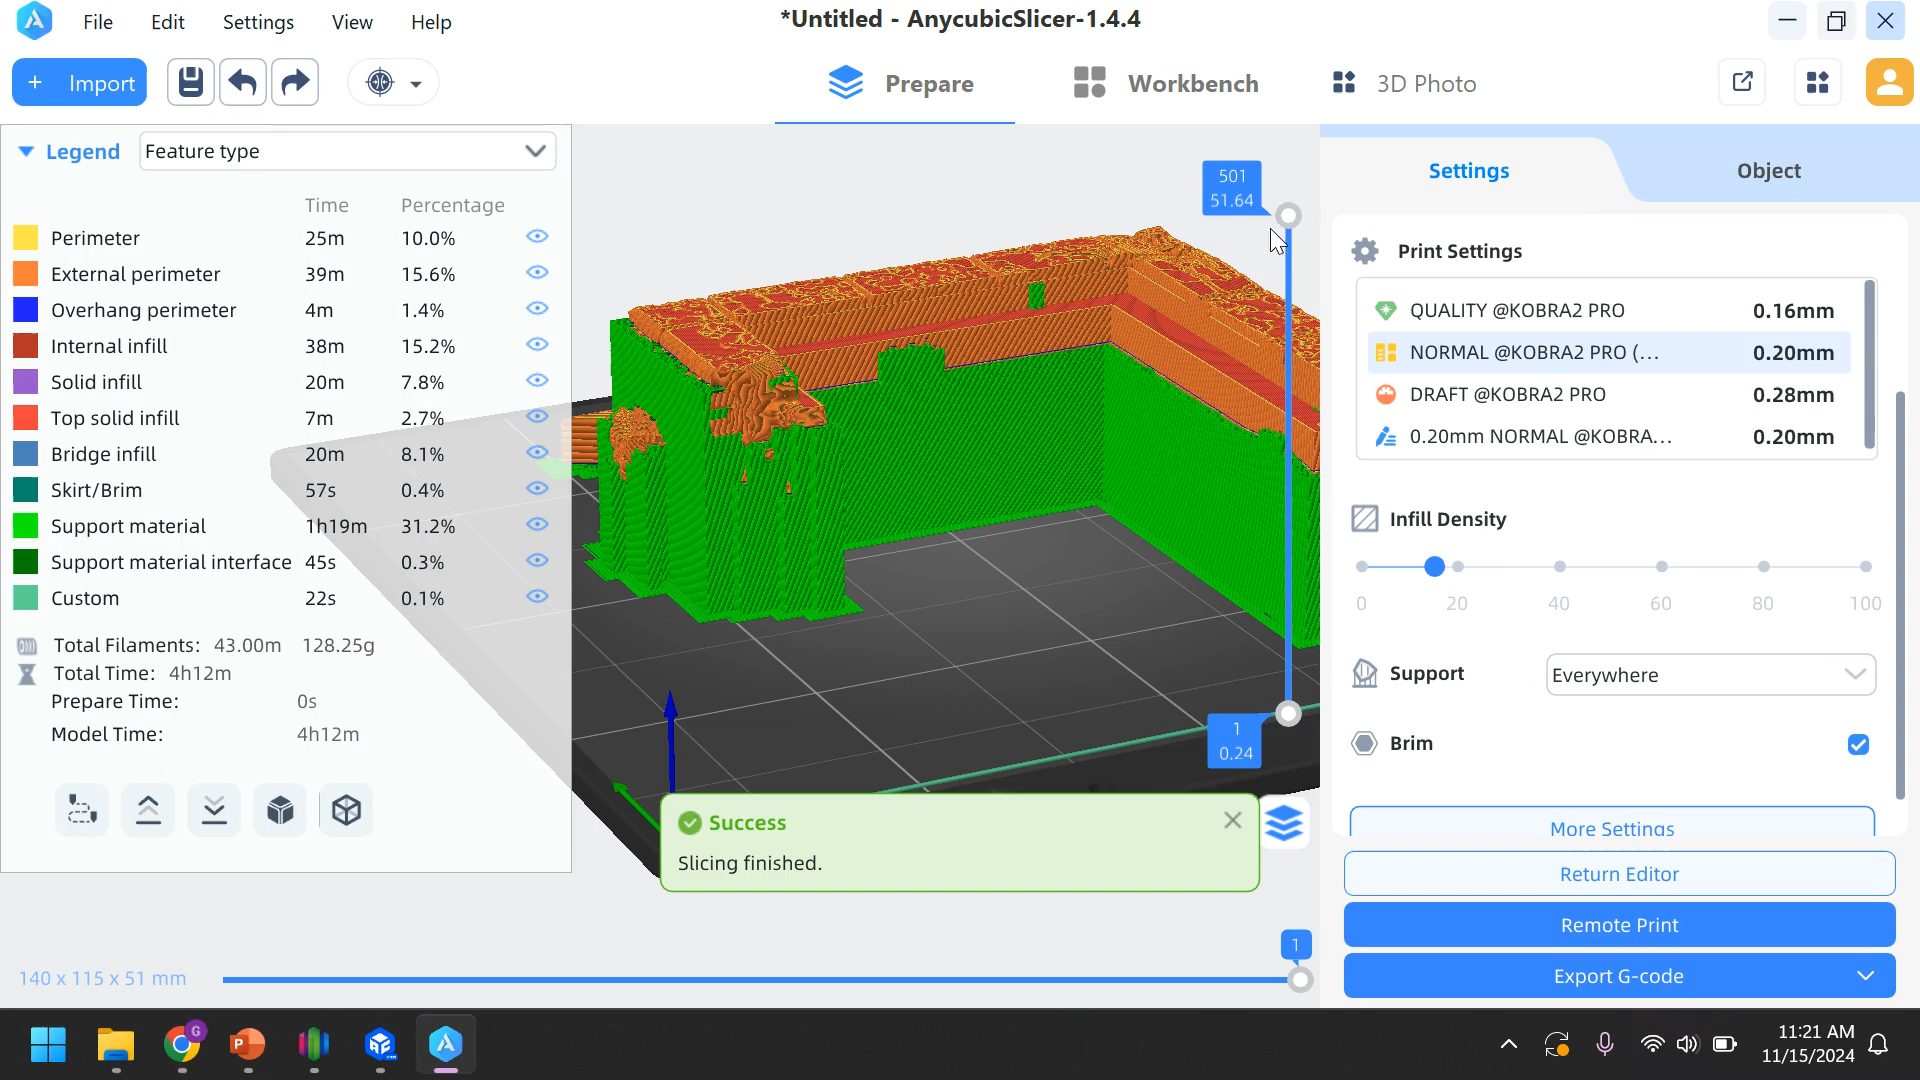 *Untitled - AnycubicSlicer-1.4.4
File Edit Settings View Help
+ Import
Prepare
Workbench
3D Photo
Legend
Feature type
Time Percentage
Perimeter 25m 10.0%
External perimeter 39m 15.6%
Overhang perimeter 4m 1.4%
Internal infill 38m 15.2%
Solid infill 20m 7.8%
Top solid infill 7m 2.7%
Bridge infill 20m 8.1%
Skirt/Brim 57s 0.4%
Support material 1h19m 31.2%
Support material interface 45s 0.3%
Custom 22s 0.1%
Total Filaments: 43.00m 128.25g
Total Time: 4h12m
Prepare Time: 0s
Model Time: 4h12m
501
51.64
1
0.24
Success
Slicing finished.
1
140 x 115 x 51 mm
Settings
Object
Print Settings
QUALITY @KOBRA2 PRO 0.16mm
NORMAL @KOBRA2 PRO (... 0.20mm
DRAFT @KOBRA2 PRO 0.28mm
0.20mm NORMAL @KOBRA... 0.20mm
Infill Density
0 20 40 60 80 100
Support Everywhere
Brim
More Settings
Return Editor
Remote Print
Export G-code
G
P
11:21 AM
11/15/2024